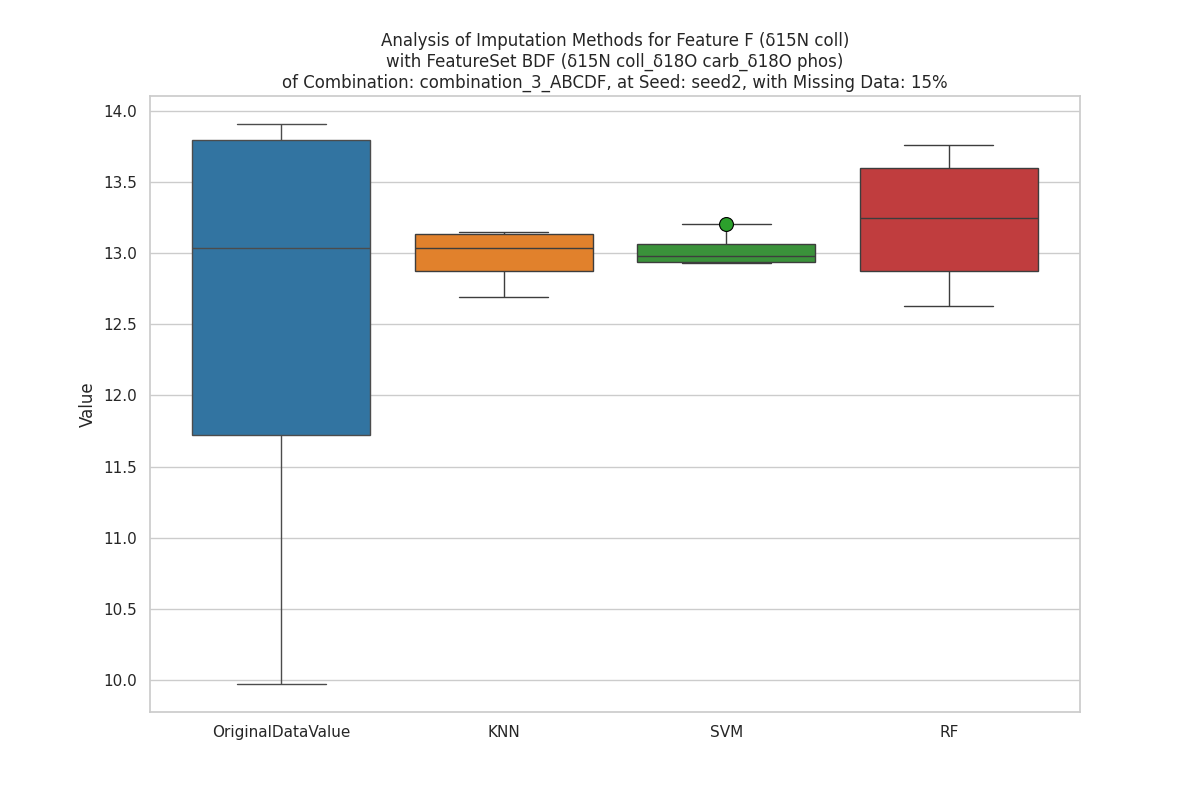 Analysis of Imputation Methods for Feature F (δ15N coll)
with FeatureSet BDF (δ15N coll_δ18O carb_δ18O phos)
of Combination: combination_3_ABCDF, at Seed: seed2, with Missing Data: 15%
14.0
13.5
13.0
12.5
12.0
11.5
11.0
10.5
10.0
Value
OriginalDataValue
KNN
SVM
RF